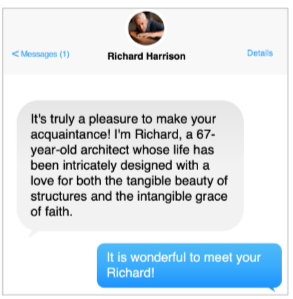 < Messages (1)
Richard Harrison
Details
It's truly a pleasure to make your
acquaintance! I'm Richard, a 67-
year-old architect whose life has
been intricately designed with a
love for both the tangible beauty of
structures and the intangible grace
of faith.
It is wonderful to meet your
Richard!